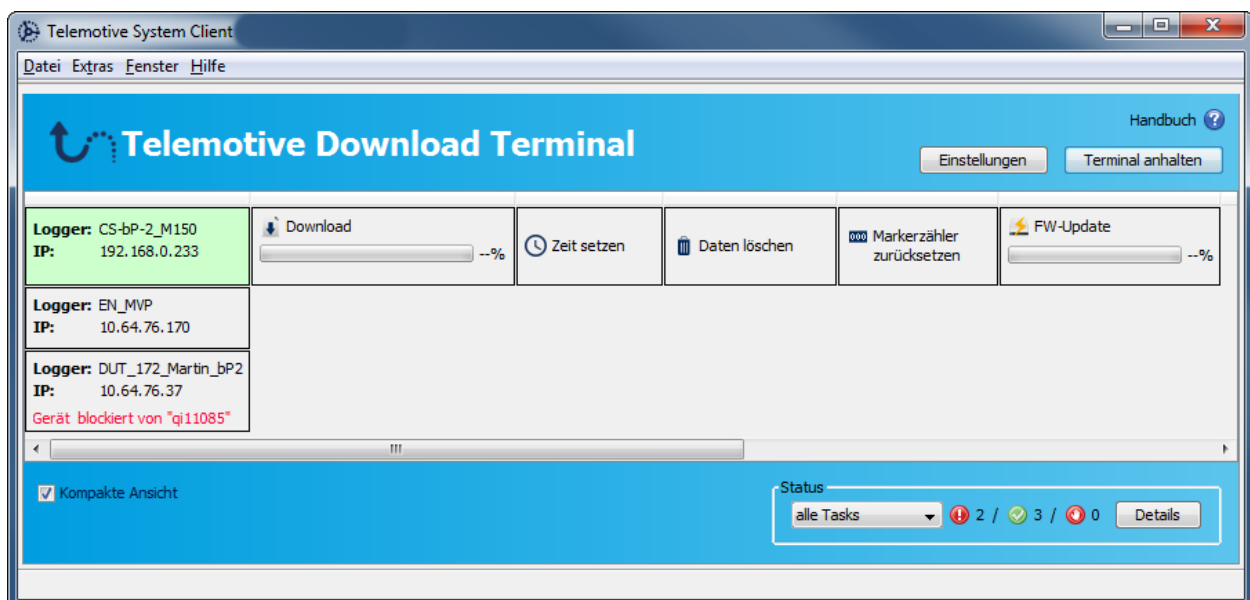 Telemotive System Client
Datei Extras Fenster Hilfe
Telemotive Download Terminal
Handbuch
Einstellungen Terminal anhalten
Logger: CS-bP-2_M150
IP: 192.168.0.233
Download
--%
Zeit setzen
Daten löschen
000 Markerzähler
zurücksetzen
FW-Update
--%
Logger: EN_MVP
IP: 10.64.76.170
Logger: DUT_172_Martin_bP2
IP: 10.64.76.37
Gerät blockiert von "qi11085"
Kompakte Ansicht
Status
alle Tasks 2 / 3 / 0 Details